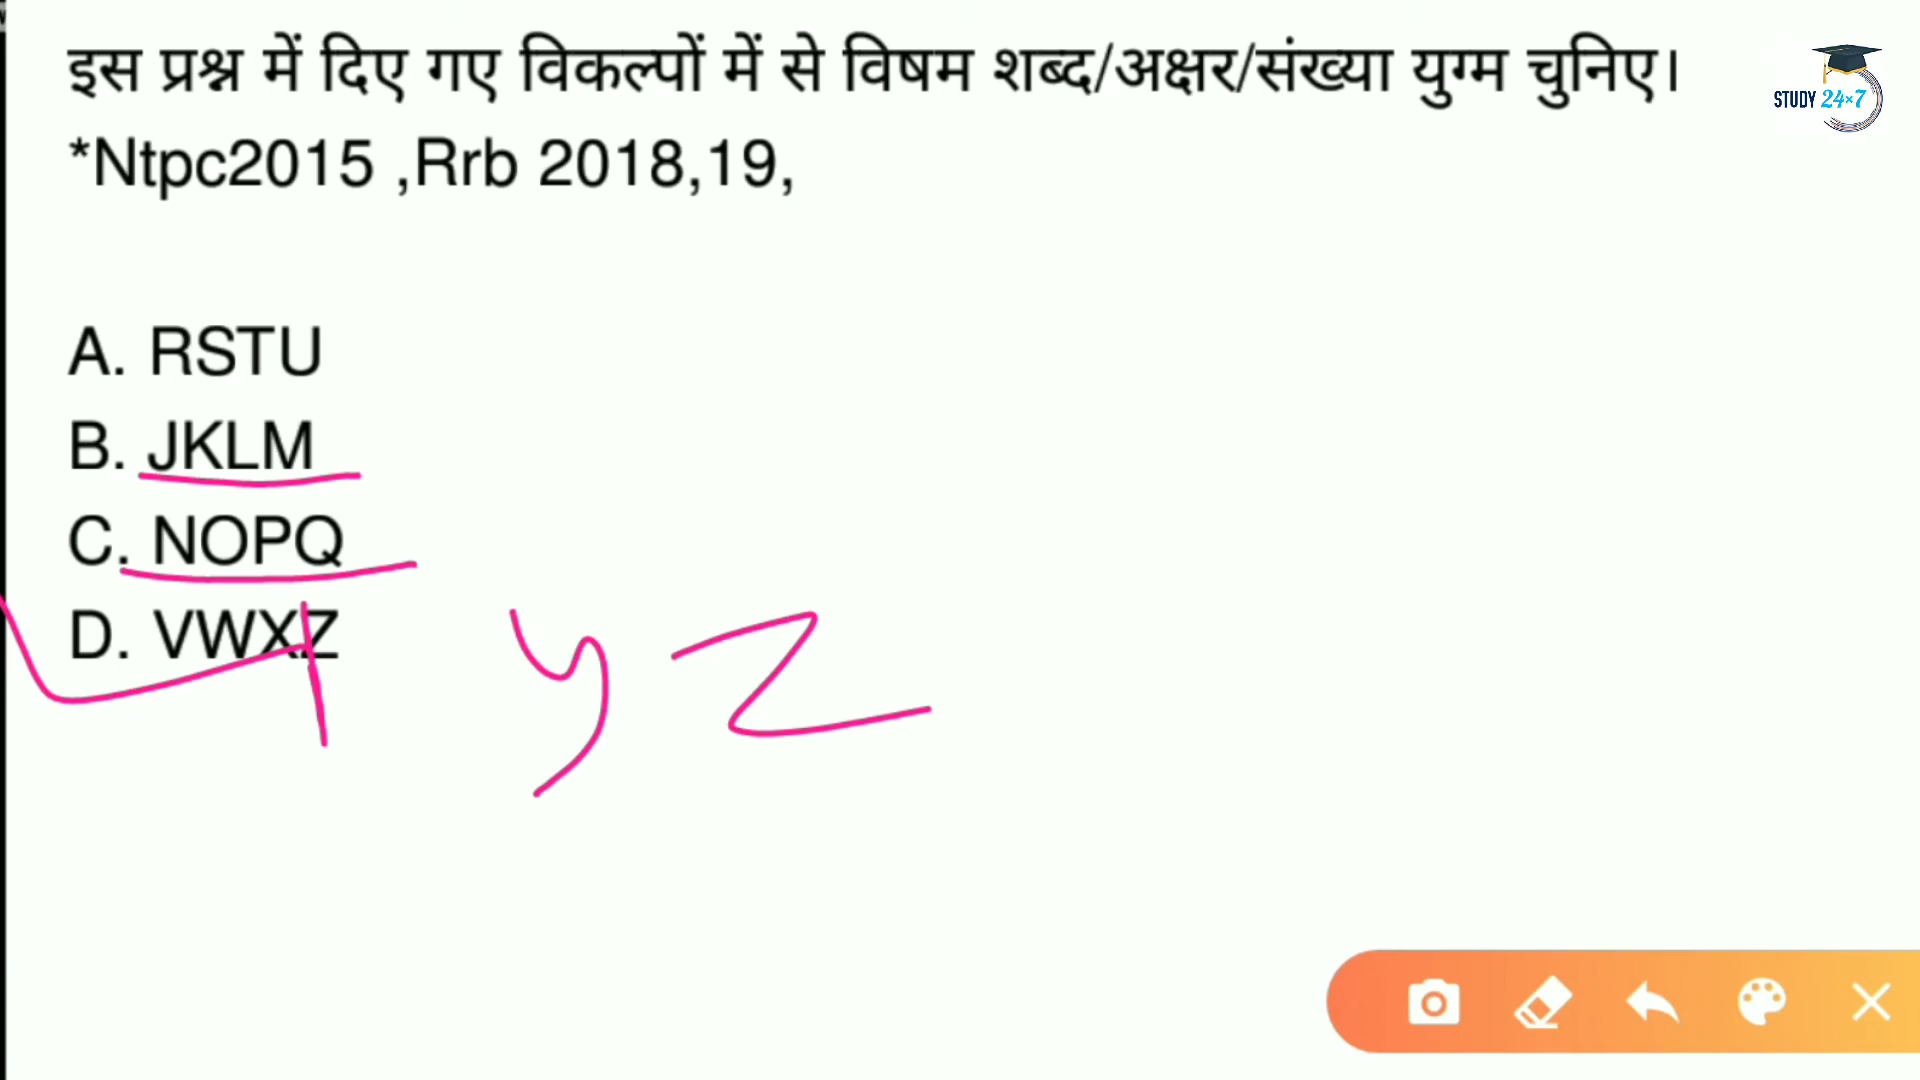 इस प्रश्न में दिए गए विकल्पों में से विषम शब्द/अक्षर/संख्या युग्म चुनिए।
STUDY 24×7
*Ntpc2015 ,Rrb 2018,19,
A. RSTU
B. JKLM
C. NOPQ
D. VWXZ
y z